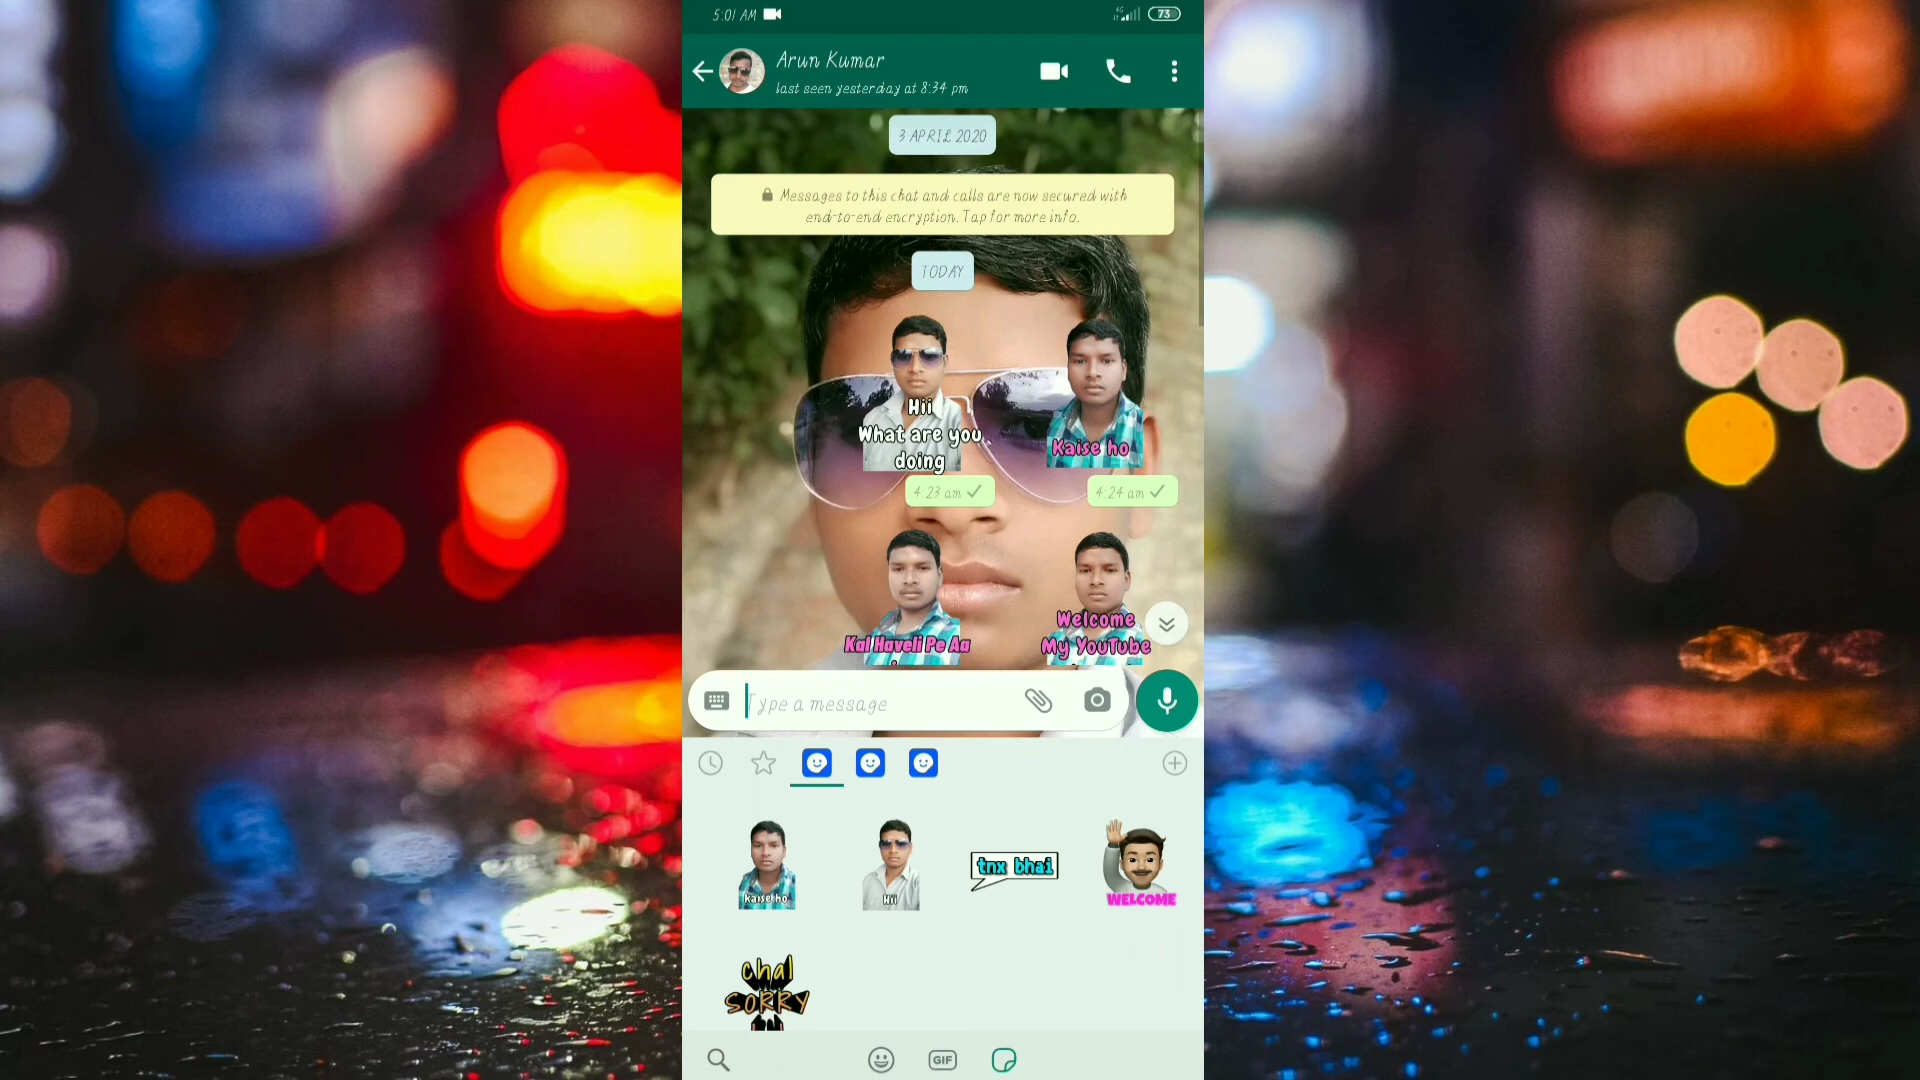 5:01 AM
4G
73
Arun Kumar
last seen yesterday at 8:34 pm
3 APRIL 2020
Messages to this chat and calls are now secured with
end-to-end encryption. Tap for more info.
TODAY
Hii
What are you
doing
Kaise ho
4:23 am
4:24 am
Kal Haveli Pe Aa
Welcome
My YouTube
Type a message
Kaise ho
Hii
tnx bhai
WELCOME
chal
SORRY
GIF